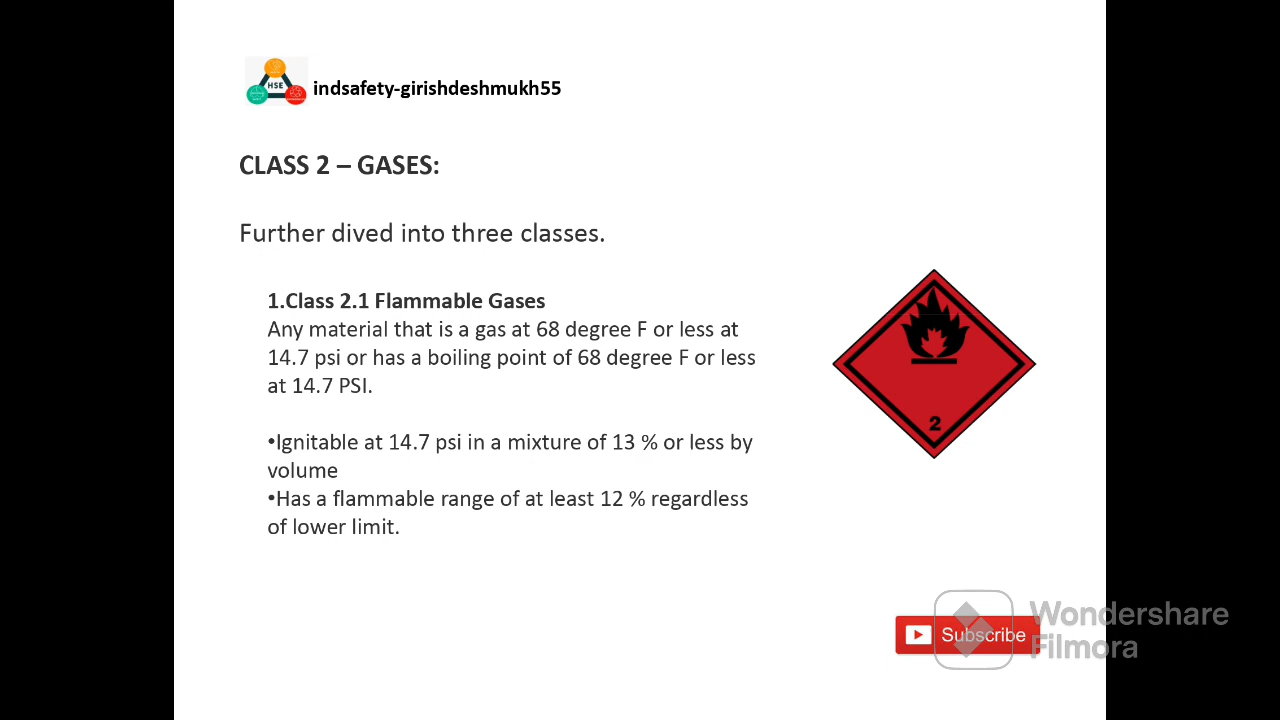 HSE
indsafety-girishdeshmukh55
CLASS 2 – GASES:
Further dived into three classes.
1.Class 2.1 Flammable Gases
Any material that is a gas at 68 degree F or less at
14.7 psi or has a boiling point of 68 degree F or less
at 14.7 PSI.
•Ignitable at 14.7 psi in a mixture of 13 % or less by
volume
•Has a flammable range of at least 12 % regardless
of lower limit.
2
Subscribe
Wondershare
Filmora